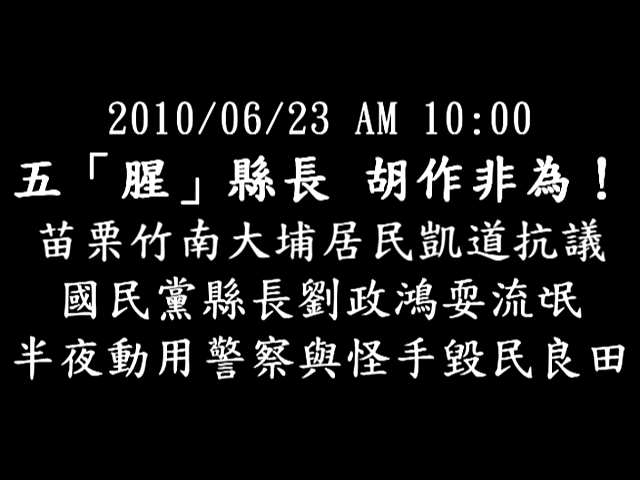 2010/06/23 AM 10:00
五「腥」縣長 胡作非為！
苗栗竹南大埔居民凱道抗議
國民黨縣長劉政鴻耍流氓
半夜動用警察與怪手毀民良田